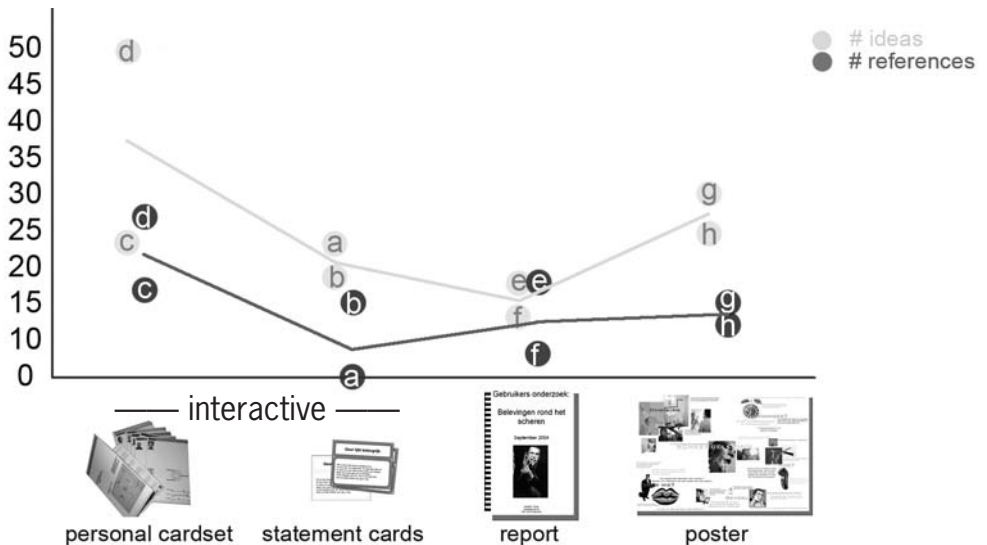 # ideas
# references
50
45
40
35
30
25
20
15
10
0
d
d
c
c
a
b
b
a
e
e
f
f
g
h
g
h
interactive
Gebruikers onderzoek:
Belevingen rond het
scheren
September 2004
personal cardset
statement cards
report
poster